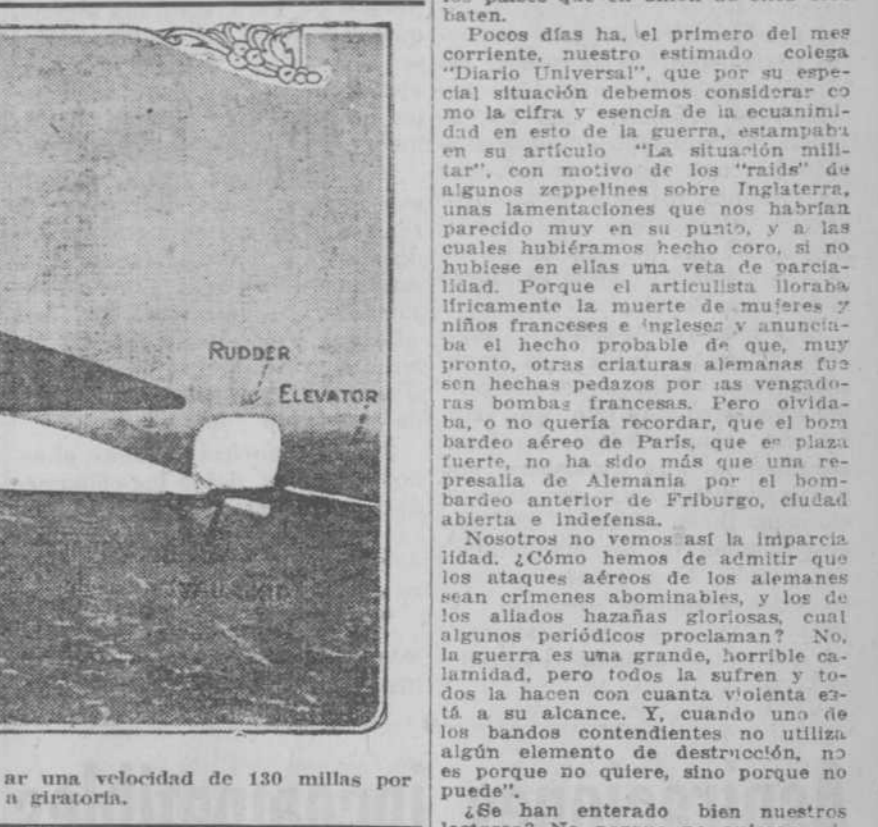 RUDDER
ELEVATOR
ar una velocidad de 130 millas por
a giratoria.
baten.
Pocos días ha, el primero del mes
corriente, nuestro estimado colega
"Diario Universal", que por su espe-
cial situación debemos considerar co
mo la cifra y esencia de la ecuanimi-
dad en esto de la guerra, estampaba
en su artículo "La situación mili-
tar", con motivo de los "raids" de
algunos zeppelines sobre Inglaterra,
unas lamentaciones que nos habrían
parecido muy en su punto, y a las
cuales hubiéramos hecho coro, si no
hubiese en ellas una veta de parcia-
lidad. Porque el articulista lloraba
líricamente la muerte de mujeres y
niños franceses e ingleses y anuncia-
ba el hecho probable de que, muy
pronto, otras criaturas alemanas fue
sen hechas pedazos por las vengado-
ras bombas francesas. Pero olvida-
ba, o no quería recordar, que el bom
bardeo aéreo de París, que es plaza
fuerte, no ha sido más que una re-
presalia de Alemania por el bom-
bardeo anterior de Friburgo, ciudad
abierta e indefensa.
Nosotros no vemos así la imparcia
lidad. ¿Cómo hemos de admitir que
los ataques aéreos de los alemanes
sean crímenes abominables, y los de
los aliados hazañas gloriosas, cual
algunos periódicos proclaman? No,
la guerra es una grande, horrible ca-
lamidad, pero todos la sufren y to-
dos la hacen con cuanta violenta es-
tá a su alcance. Y, cuando uno de
los bandos contendientes no utiliza
algún elemento de destrucción, no
es porque no quiere, sino porque no
puede".
¿Se han enterado bien nuestros